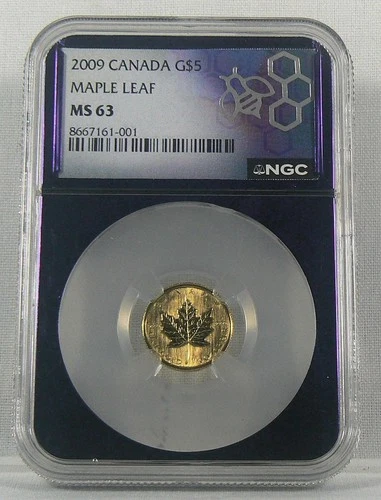 2009 CANADA G$5
MAPLE LEAF
MS 63
8667161-001
NGC